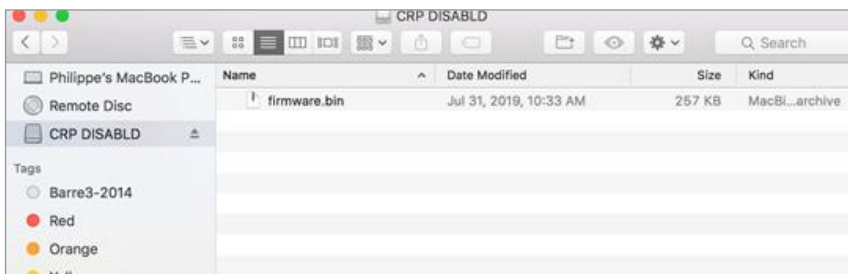 CRP DISABLD
Search
Philippe's MacBook P...
Remote Disc
CRP DISABLD
Tags
Barre3-2014
Red
Orange
Name Date Modified Size Kind
firmware.bin Jul 31, 2019, 10:33 AM 257 KB MacBi...archive